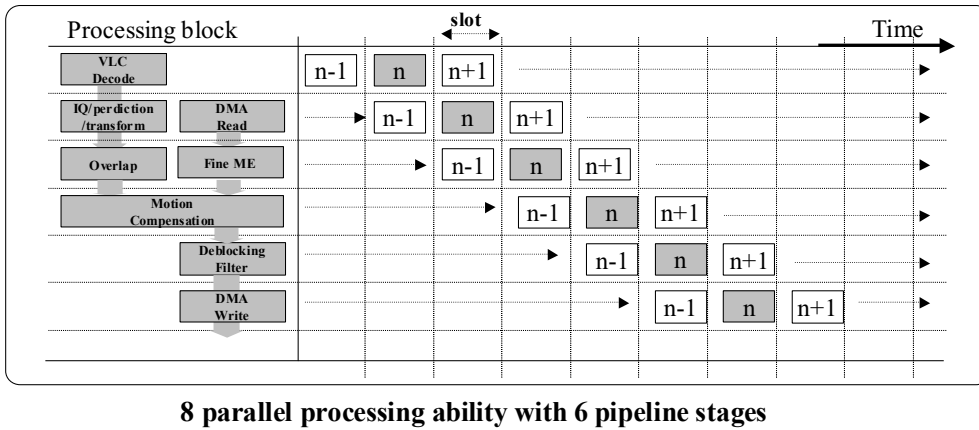 Processing block
slot
Time
VLC
Decode
n-1 n n+1
IQ/perdiction
/transform
DMA
Read
n-1 n n+1
Overlap
Fine ME
n-1 n n+1
Motion
Compensation
n-1 n n+1
Deblocking
Filter
n-1 n n+1
DMA
Write
n-1 n n+1
8 parallel processing ability with 6 pipeline stages